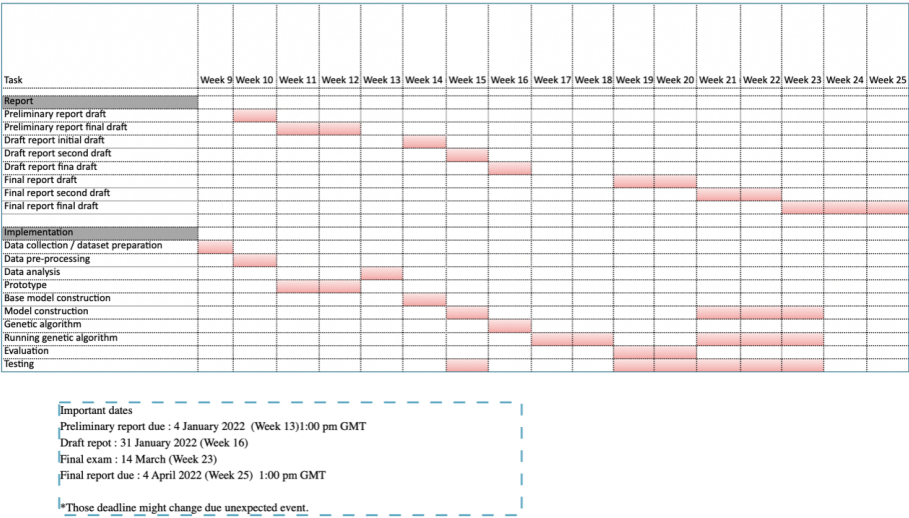 Task Week 9 Week 10 Week 11 Week 12 Week 13 Week 14 Week 15 Week 16 Week 17 Week 18 Week 19 Week 20 Week 21 Week 22 Week 23 Week 24 Week 25
Report
Preliminary report draft
Preliminary report final draft
Draft report initial draft
Draft report second draft
Draft report fina draft
Final report draft
Final report second draft
Final report final draft
Implementation
Data collection / dataset preparation
Data pre-processing
Data analysis
Prototype
Base model construction
Model construction
Genetic algorithm
Running genetic algorithm
Evaluation
Testing
Important dates
Preliminary report due : 4 January 2022 (Week 13)1:00 pm GMT
Draft repot : 31 January 2022 (Week 16)
Final exam : 14 March (Week 23)
Final report due : 4 April 2022 (Week 25) 1:00 pm GMT
*Those deadline might change due unexpected event.